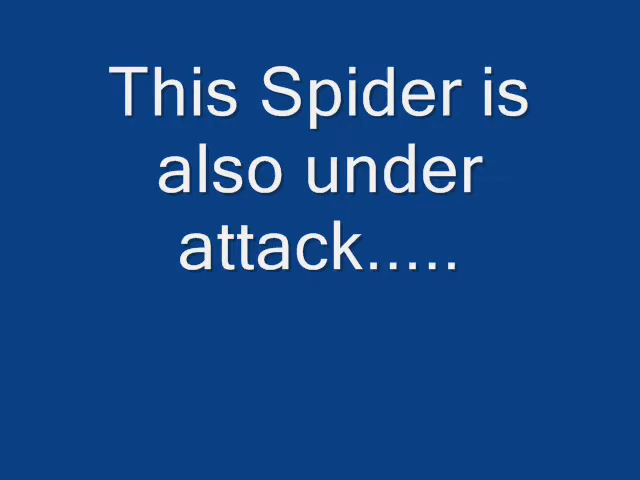 This Spider is
also under
attack.....